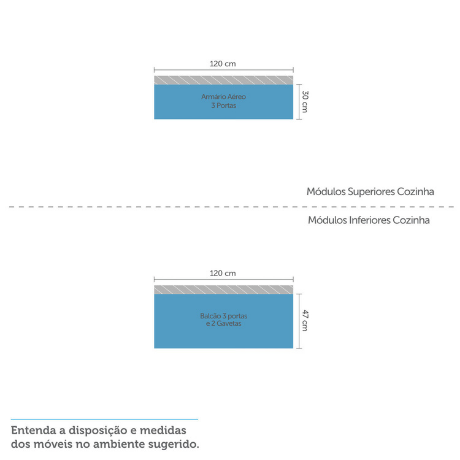 120 cm
Armário Aéreo
3 Portas
30 cm
Módulos Superiores Cozinha
Módulos Inferiores Cozinha
120 cm
Balcão 3 portas
e 2 Gavetas
47 cm
Entenda a disposição e medidas
dos móveis no ambiente sugerido.